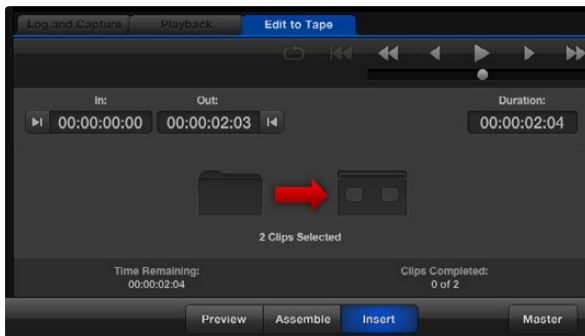 Log and Capture Playback Edit to Tape
In: Out: Duration:
00:00:00:00 00:00:02:03 00:00:02:04
2 Clips Selected
Time Remaining: Clips Completed:
00:00:02:04 0 of 2
Preview Assemble Insert Master